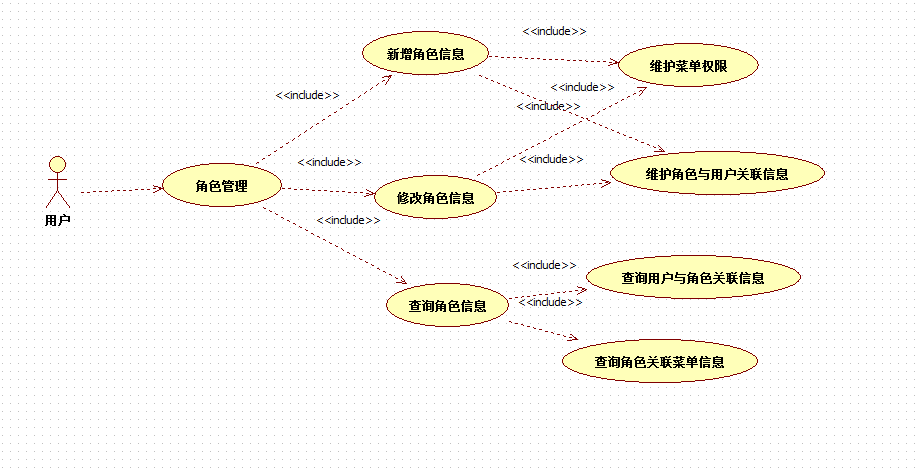 <<include>>
新增角色信息
维护菜单权限
<<include>>
<<include>>
<<include>>
<<include>>
<<include>>
维护角色与用户关联信息
角色管理
修改角色信息
用户
<<include>>
<<include>>
查询用户与角色关联信息
<<include>>
查询角色信息
查询角色关联菜单信息